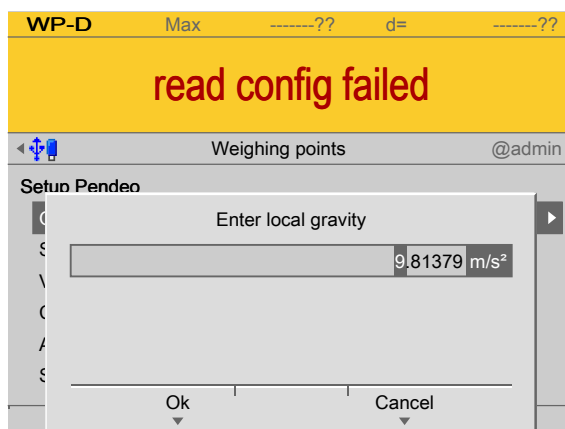 WP-D Max -------?? d= -------??
read config failed
Weighing points @admin
Setup Pendeo
Enter local gravity
9.81379 m/s²
Ok Cancel